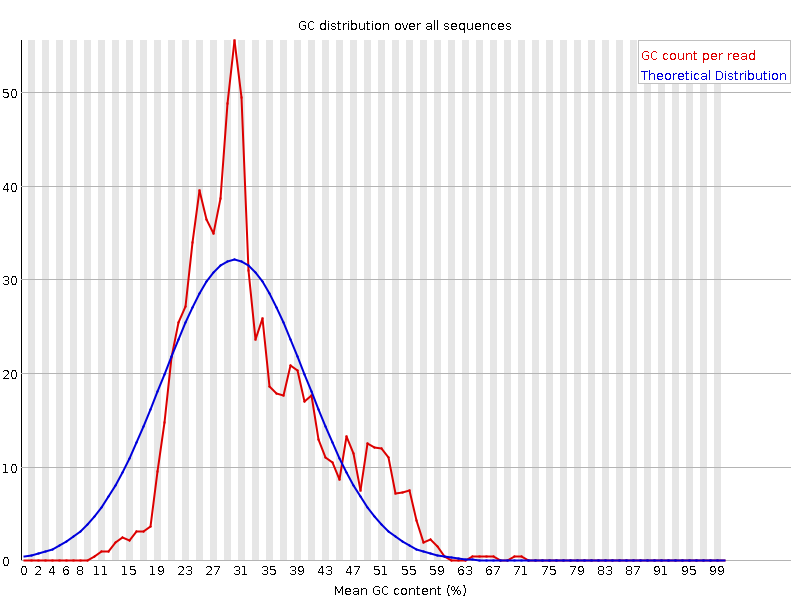 GC distribution over all sequences
GC count per read
Theoretical Distribution
50
40
30
20
10
0
0 2 4 6 8 11 15 19 23 27 31 35 39 43 47 51 55 59 63 67 71 75 79 83 87 91 95 99
Mean GC content (%)